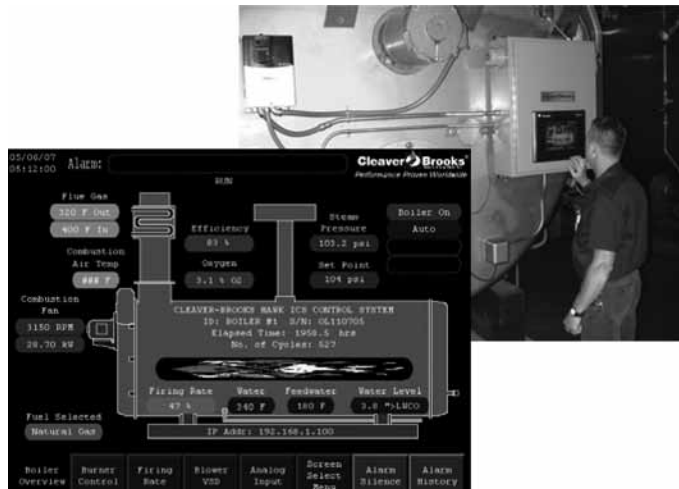 05/08/07
05:12:00
Alarm:
Cleaver Brooks
Performance Proven Worldwide
RUN
Flue Gas
320 F Out
400 F In
Combustion
Air Temp
### F
Combustion
Fan
3150 RPM
28.70 KW
Efficiency
83 %
Oxygen
3.1 % O2
Steam
Pressure
103.2 psi
Set Point
104 psi
Boiler On
Auto
CLEAVER-BROOKS HAWK ICS CONTROL SYSTEM
ID: BOILER #1 S/N: OL110705
Elapsed Time: 1958.5 hrs
No. of Cycles: 527
Firing Rate
47 %
Water
340 F
Feedwater
180 F
Water Level
3.8 ">LWCO
Fuel Selected
Natural Gas
IP Addr: 192.168.1.100
Boiler
Overview
Burner
Control
Firing
Rate
Blower
VSD
Analog
Input
Screen
Select
Menu
Alarm
Silence
Alarm
History